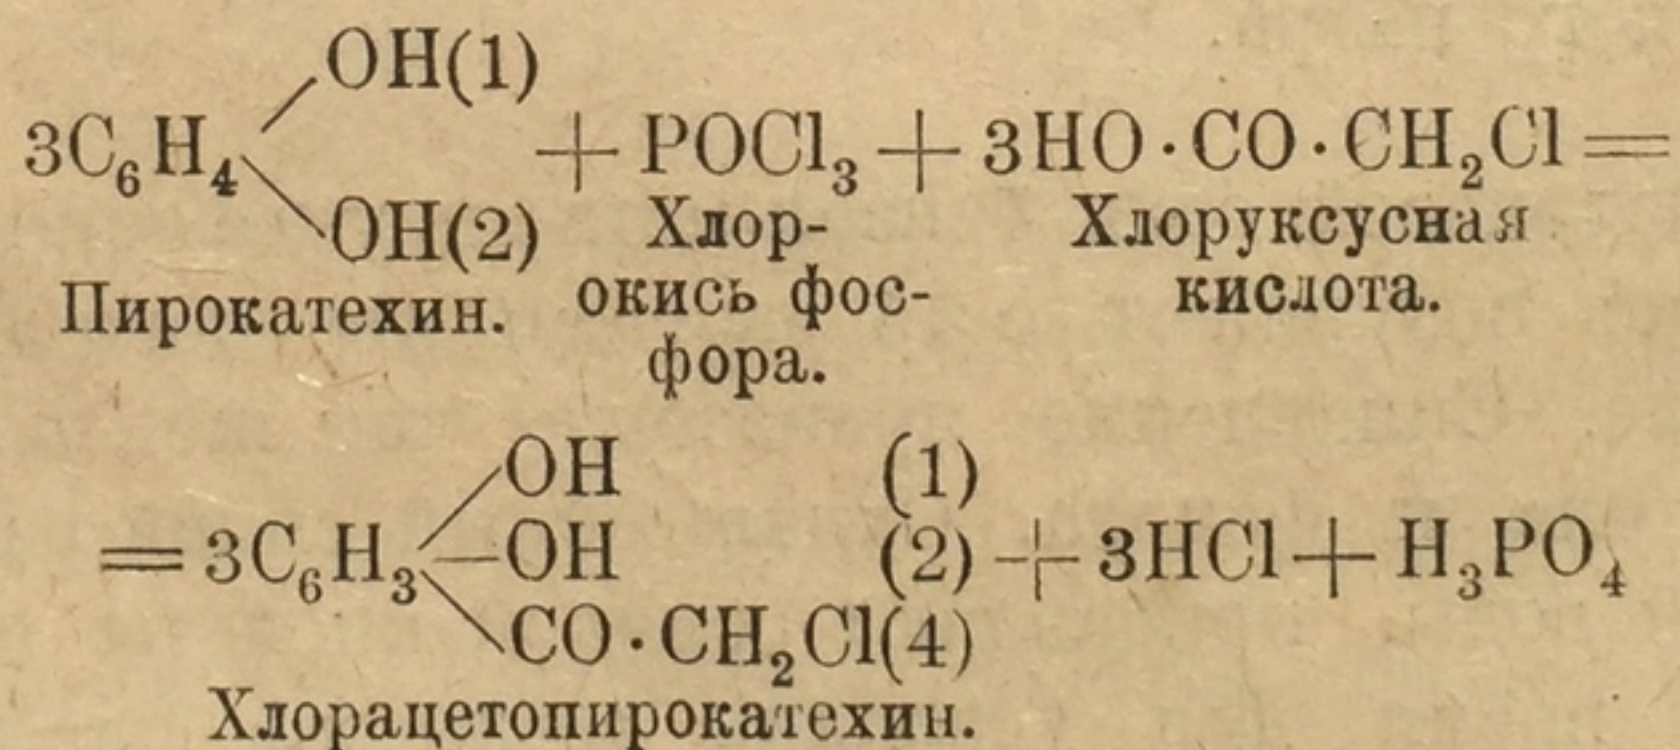 OH(1)
3C₆H₄ + POCl₃ + 3HO·CO·CH₂Cl =
OH(2)
Хлор-
окись фос-
фора.
Хлоруксусная
кислота.
Пирокатехин.
OH (1)
= 3C₆H₃—OH (2) + 3HCl + H₃PO₄
CO·CH₂Cl(4)
Хлорацетопирокатехин.